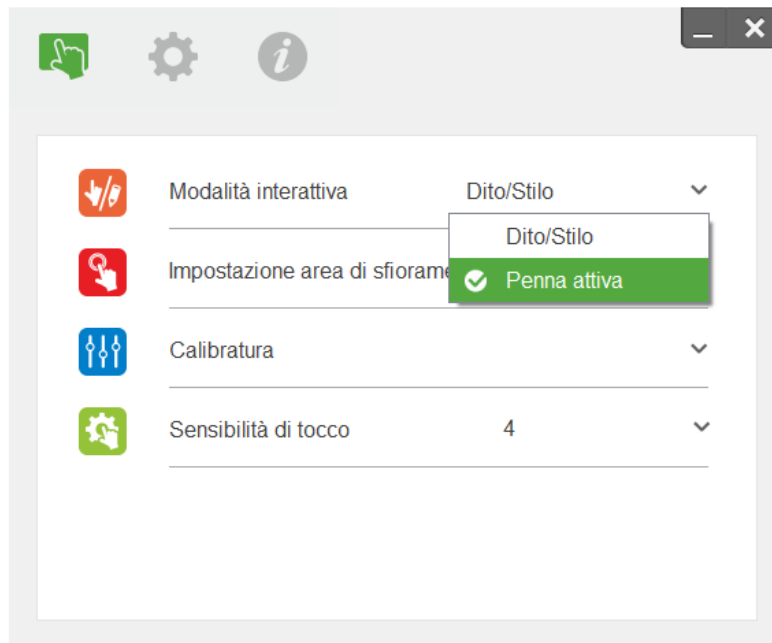 Modalità interattiva Dito/Stilo
Dito/Stilo
Impostazione area di sfiorame
Penna attiva
Calibratura
Sensibilità di tocco 4